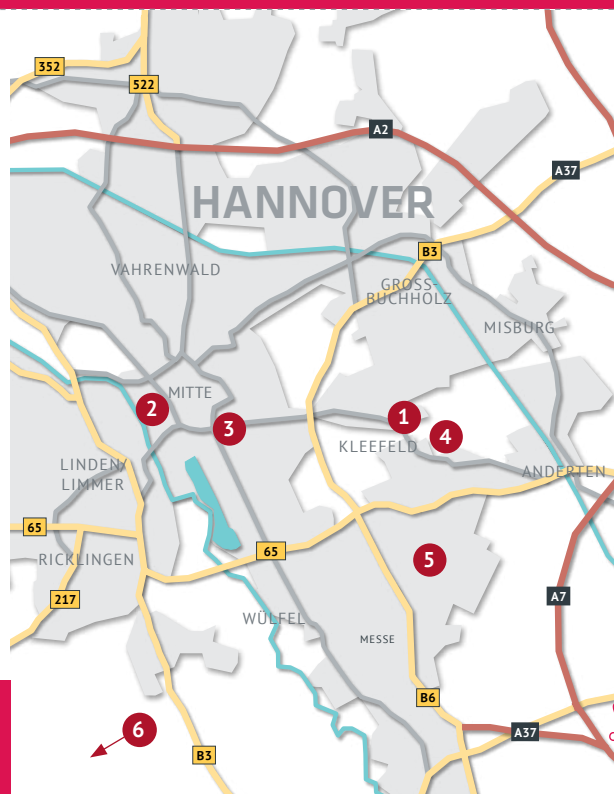 352
522
A2
A37
HANNOVER
B3
VAHRENWALD
GROSS-
BUCHHOLZ
MISBURG
MITTE
2
1
3
4
KLEEFELD
LINDEN/
LIMMER
ANDERTEN
65
65
RICKLINGEN
5
217
A7
WÜLFEL
MESSE
B6
6
A37
B3